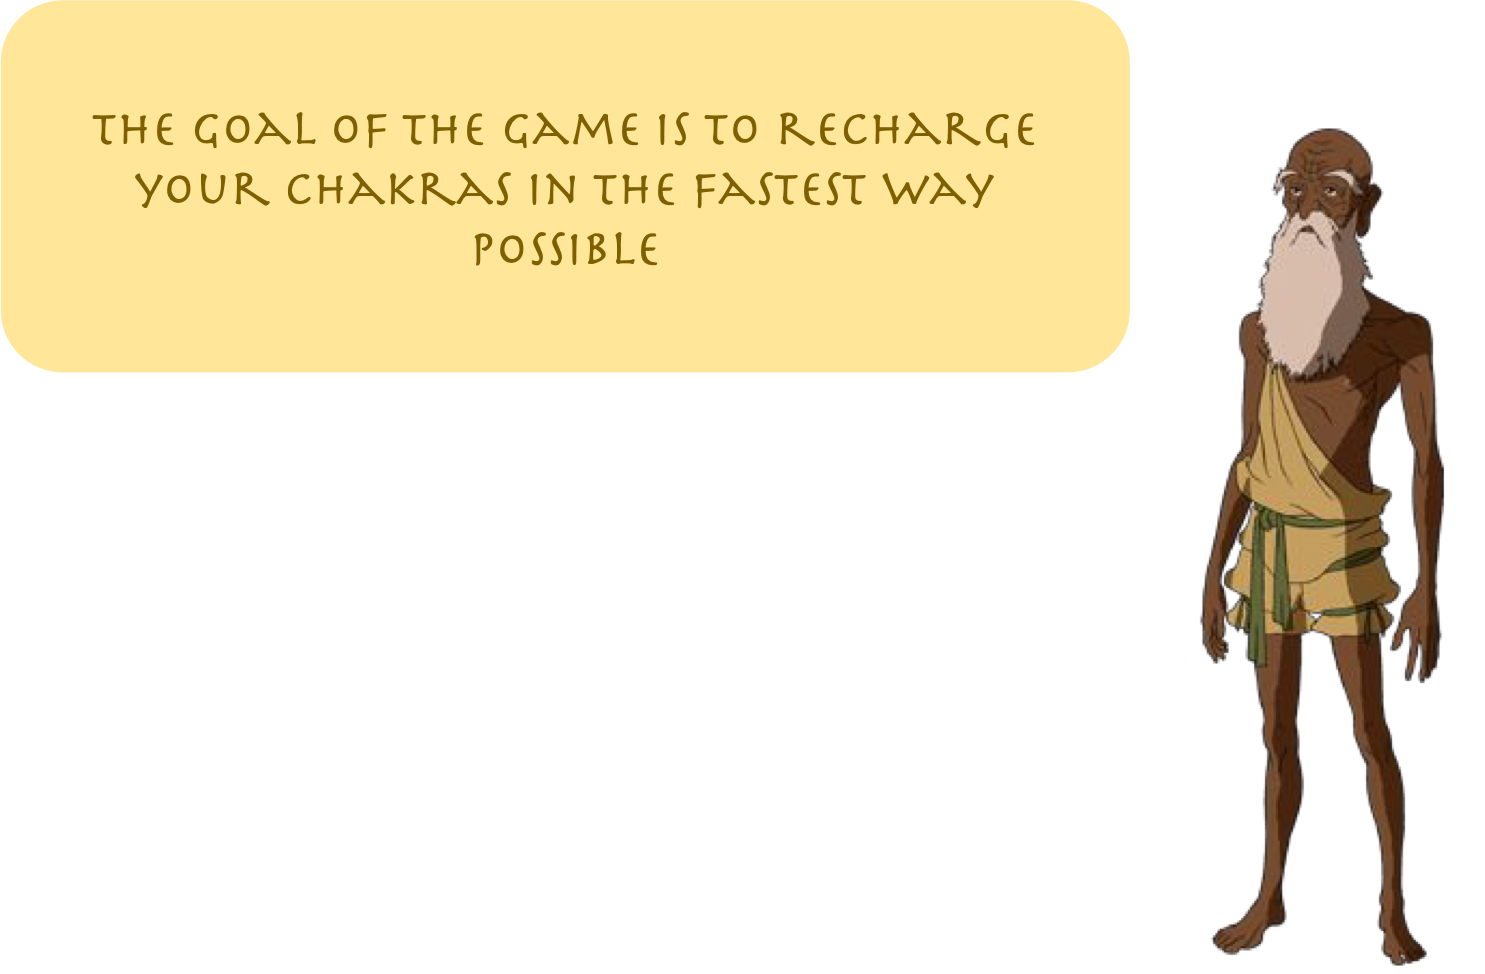 THE GOAL OF THE GAME IS TO RECHARGE
YOUR CHAKRAS IN THE FASTEST WAY
POSSIBLE